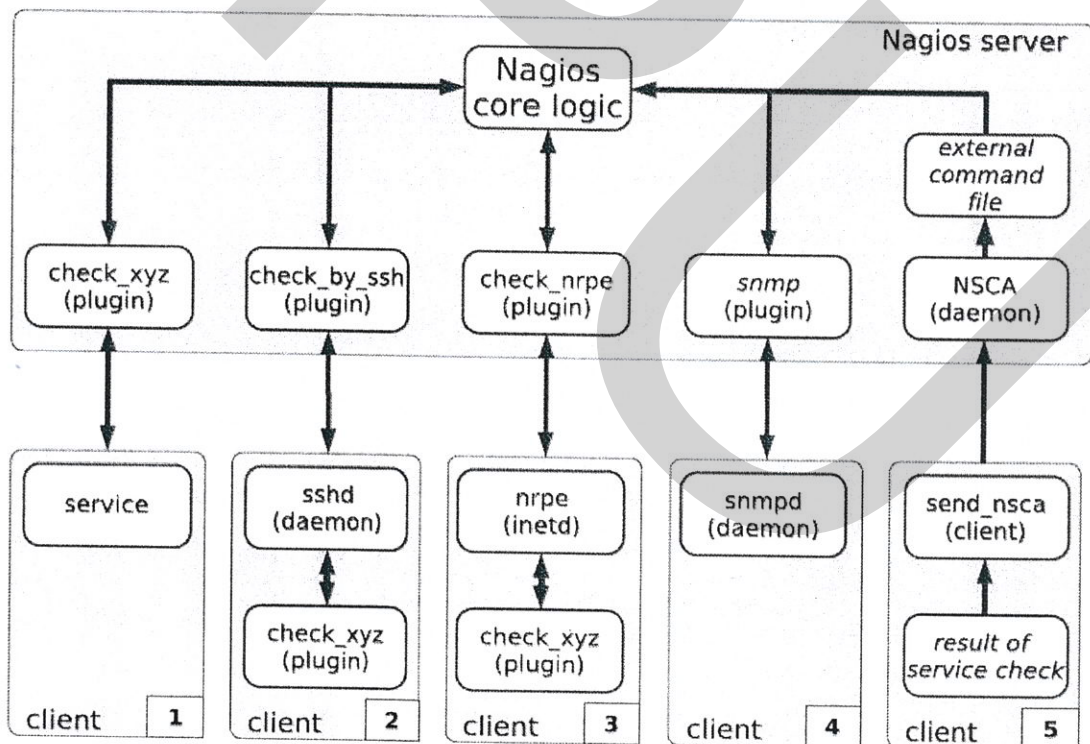 Nagios server
Nagios
core logic
external
command
file
check_xyz
(plugin)
check_by_ssh
(plugin)
check_nrpe
(plugin)
snmp
(plugin)
NSCA
(daemon)
service
sshd
(daemon)
nrpe
(inetd)
snmpd
(daemon)
send_nsca
(client)
check_xyz
(plugin)
check_xyz
(plugin)
result of
service check
client 1
client 2
client 3
client 4
client 5